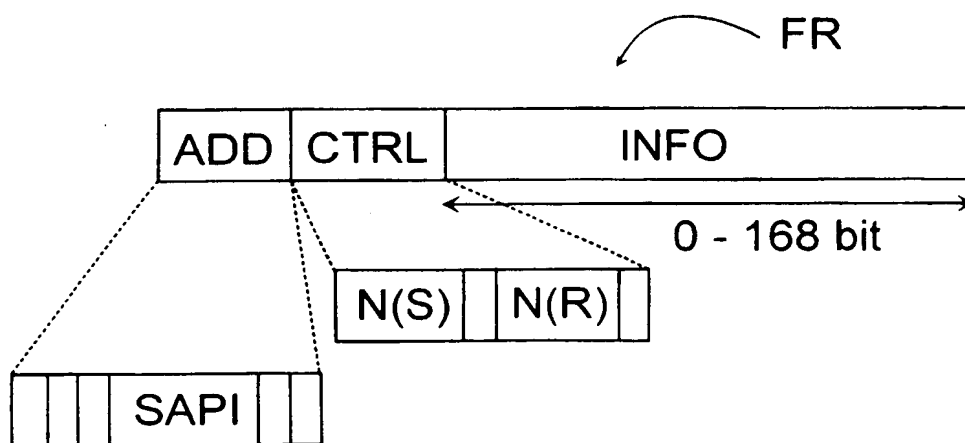 FR
ADD CTRL INFO
0 - 168 bit
N(S) N(R)
SAPI